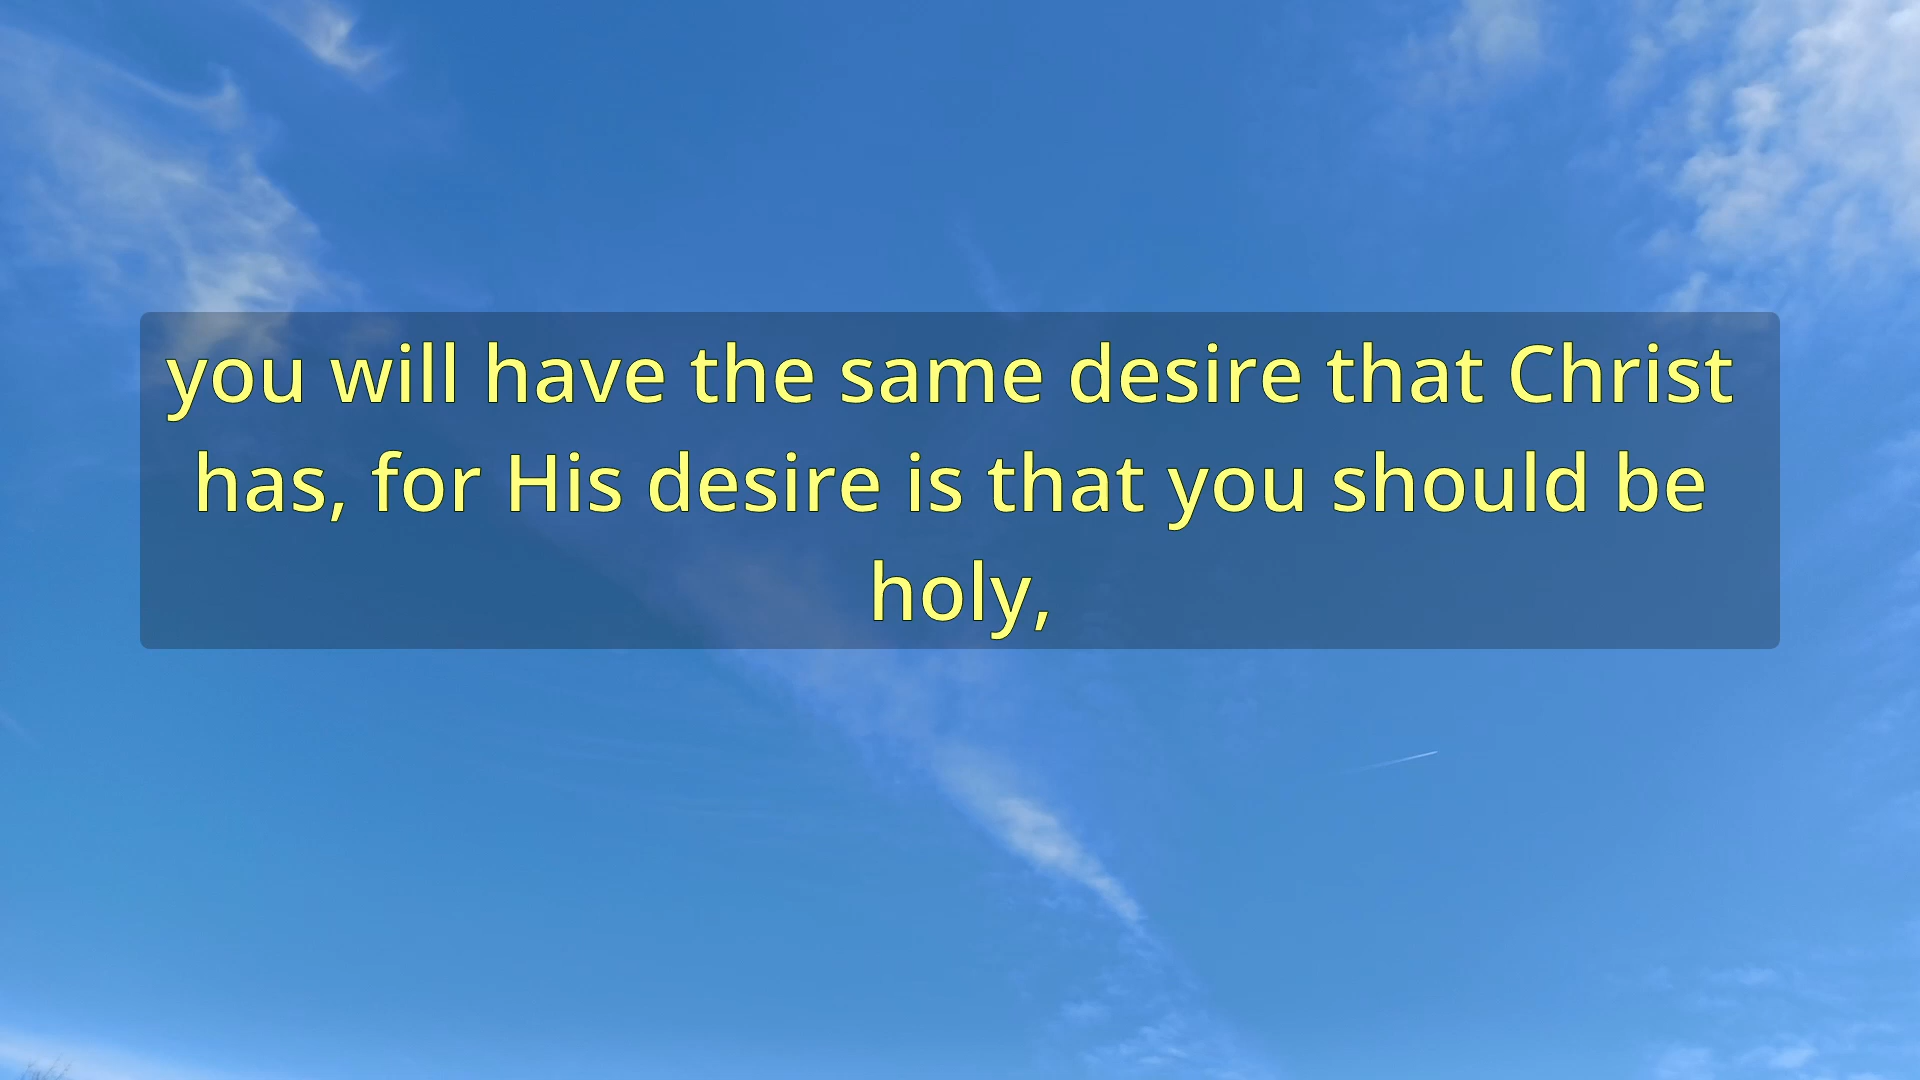 you will have the same desire that Christ
has, for His desire is that you should be
holy,